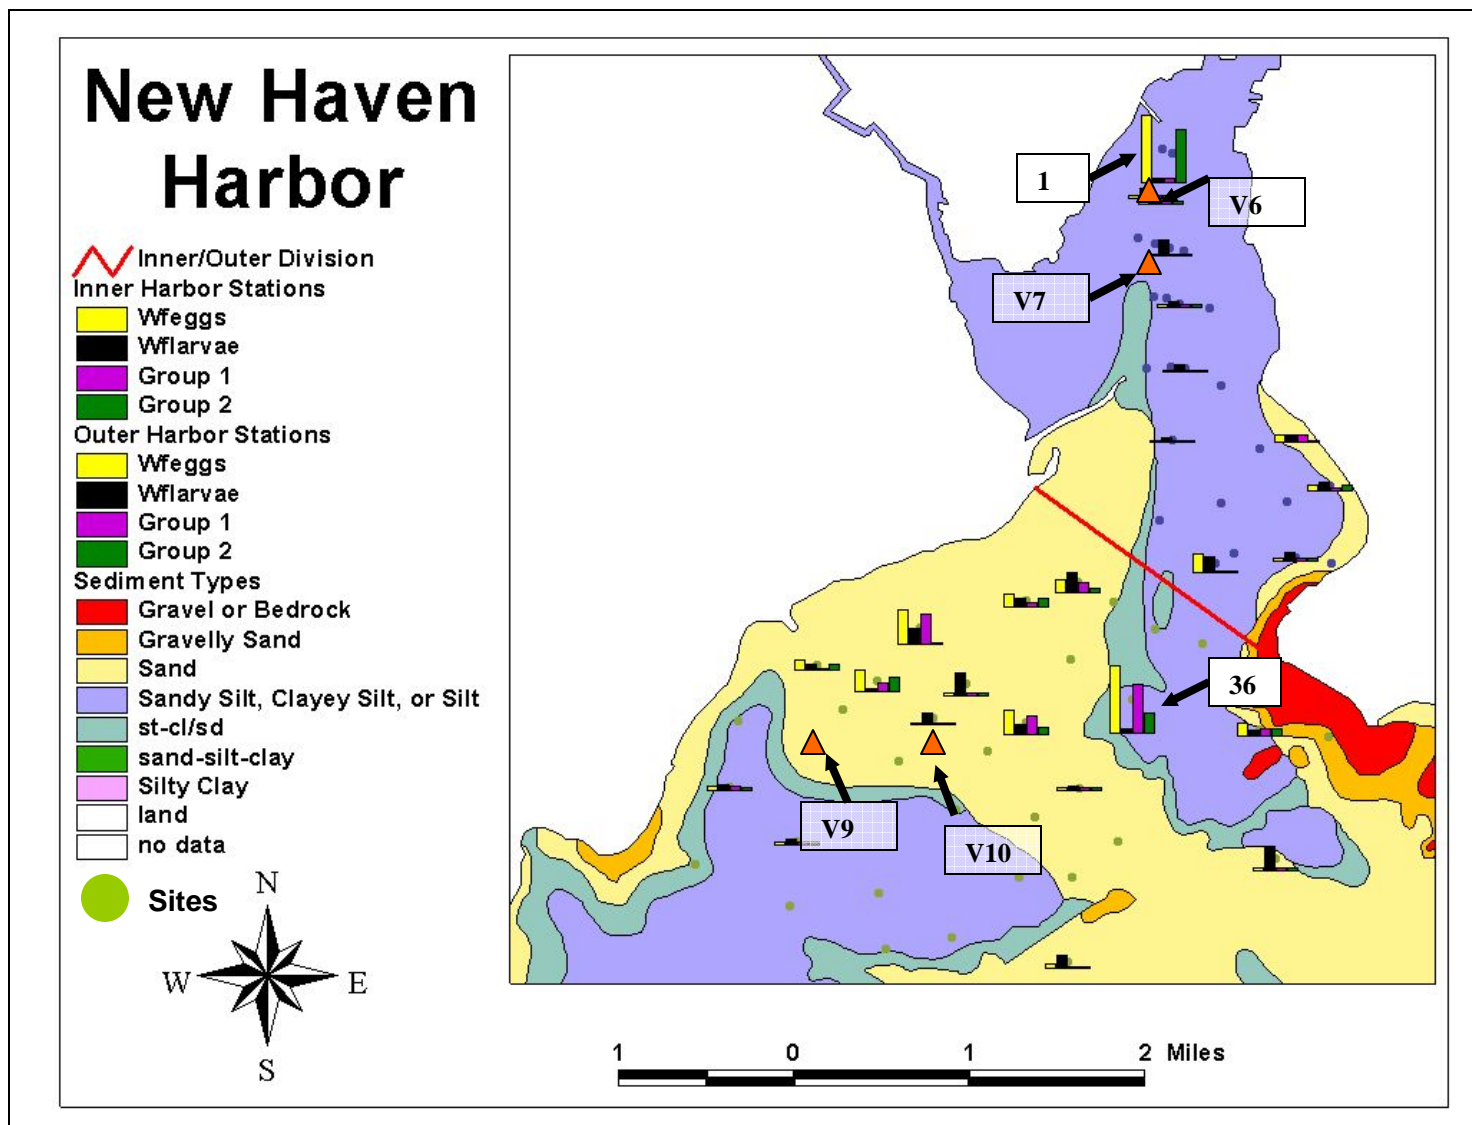 New Haven
Harbor
Inner/Outer Division
Inner Harbor Stations
Wfeggs
Wflarvae
Group 1
Group 2
Outer Harbor Stations
Wfeggs
Wflarvae
Group 1
Group 2
Sediment Types
Gravel or Bedrock
Gravelly Sand
Sand
Sandy Silt, Clayey Silt, or Silt
st-cl/sd
sand-silt-clay
Silty Clay
land
no data
Sites
N
W E
S
1
V6
V7
36
V9
V10
1 0 1 2 Miles